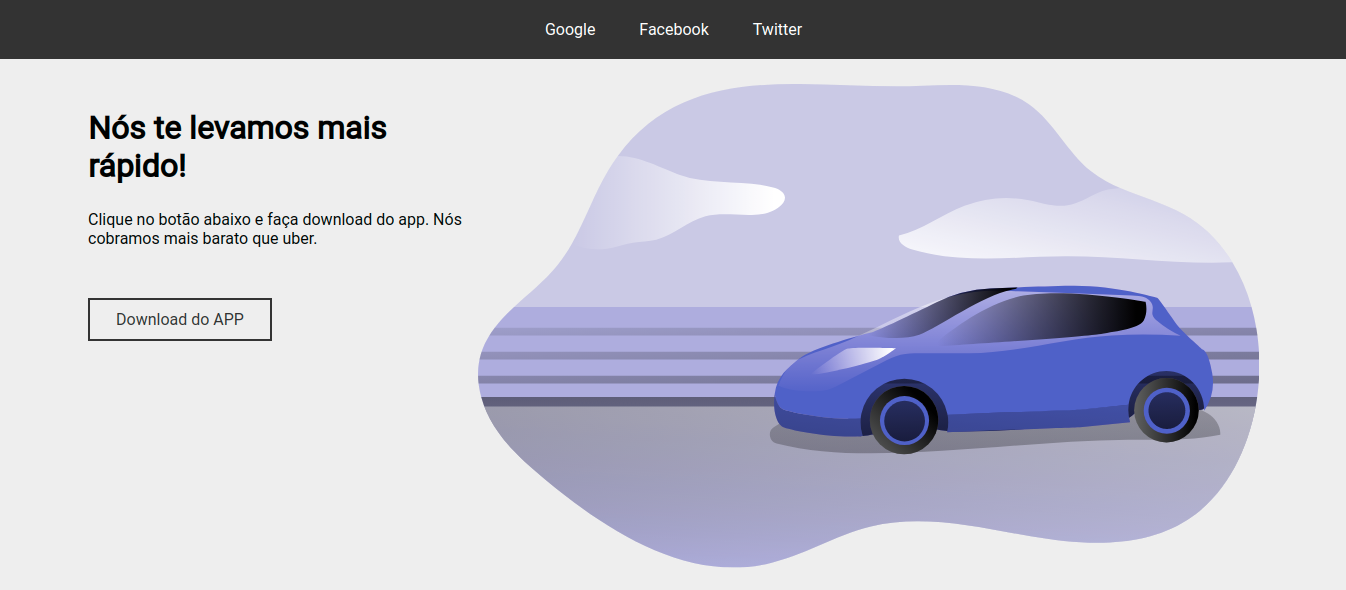 Google Facebook Twitter
Nós te levamos mais
rápido!
Clique no botão abaixo e faça download do app. Nós
cobramos mais barato que uber.
Download do APP